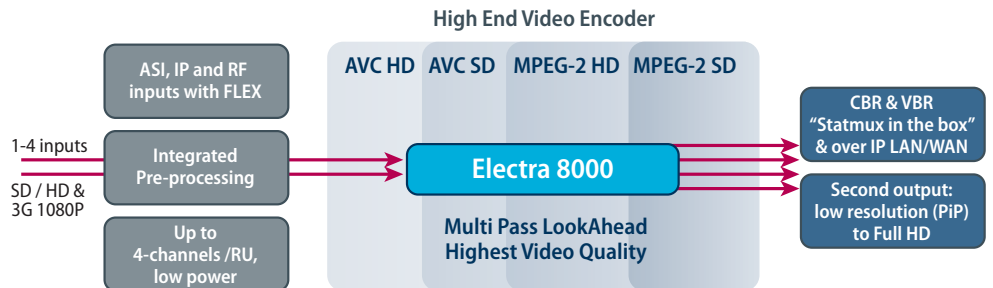 High End Video Encoder
ASI, IP and RF
inputs with FLEX
1-4 inputs
SD / HD &
3G 1080P
Integrated
Pre-processing
Up to
4-channels /RU,
low power
AVC HD
AVC SD
MPEG-2 HD
MPEG-2 SD
Electra 8000
Multi Pass LookAhead
Highest Video Quality
CBR & VBR
“Statmux in the box”
& over IP LAN/WAN
Second output:
low resolution (PiP)
to Full HD